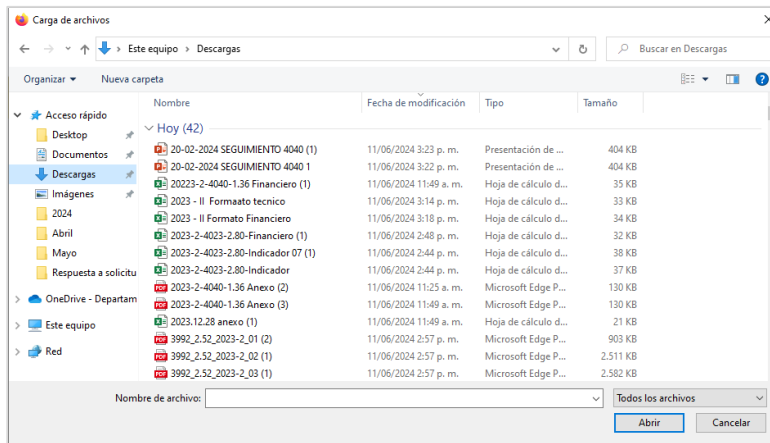 Carga de archivos
Este equipo › Descargas
Buscar en Descargas
Organizar
Nueva carpeta
Acceso rápido
Desktop
Documentos
Descargas
Imágenes
2024
Abril
Mayo
Respuesta a solicitu
OneDrive - Departam
Este equipo
Red
Nombre Fecha de modificación Tipo Tamaño
Hoy (42)
20-02-2024 SEGUIMIENTO 4040 (1) 11/06/2024 3:23 p. m. Presentación de ... 404 KB
20-02-2024 SEGUIMIENTO 4040 1 11/06/2024 3:22 p. m. Presentación de ... 404 KB
20223-2-4040-1.36 Financiero (1) 11/06/2024 11:49 a. m. Hoja de cálculo d... 35 KB
2023 - II Formaato tecnico 11/06/2024 3:14 p. m. Hoja de cálculo d... 33 KB
2023 - II Formato Financiero 11/06/2024 3:18 p. m. Hoja de cálculo d... 34 KB
2023-2-4023-2.80-Financiero (1) 11/06/2024 2:48 p. m. Hoja de cálculo d... 32 KB
2023-2-4023-2.80-Indicador 07 (1) 11/06/2024 2:44 p. m. Hoja de cálculo d... 38 KB
2023-2-4023-2.80-Indicador 11/06/2024 2:44 p. m. Hoja de cálculo d... 37 KB
PDF 2023-2-4040-1.36 Anexo (2) 11/06/2024 11:25 a. m. Microsoft Edge P... 130 KB
PDF 2023-2-4040-1.36 Anexo (3) 11/06/2024 11:49 a. m. Microsoft Edge P... 130 KB
2023.12.28 anexo (1) 11/06/2024 11:49 a. m. Hoja de cálculo d... 21 KB
PDF 3992_2.52_2023-2_01 (2) 11/06/2024 2:57 p. m. Microsoft Edge P... 903 KB
PDF 3992_2.52_2023-2_02 (1) 11/06/2024 2:57 p. m. Microsoft Edge P... 2.511 KB
PDF 3992_2.52_2023-2_03 (1) 11/06/2024 2:57 p. m. Microsoft Edge P... 2.582 KB
Nombre de archivo:
Todos los archivos
Abrir
Cancelar